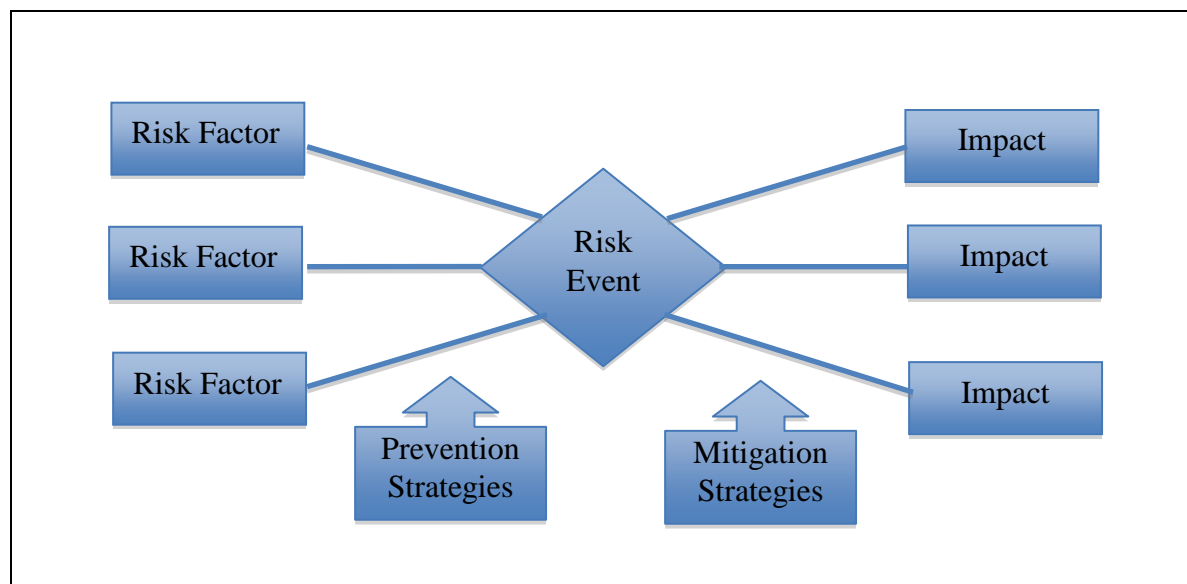 Risk Factor
Impact
Risk Factor
Risk
Event
Impact
Risk Factor
Impact
Prevention
Strategies
Mitigation
Strategies